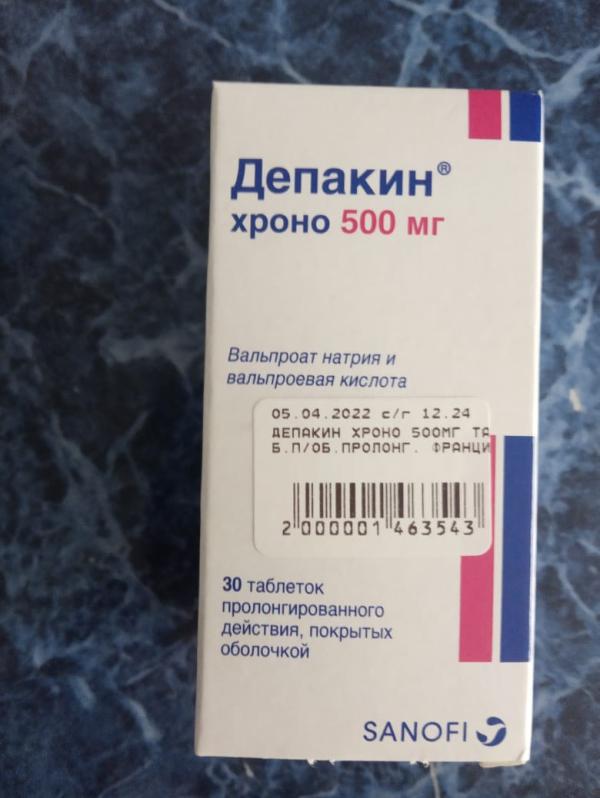 Депакин®
хроно 500 мг
Вальпроат натрия и
вальпроевая кислота
05.04.2022 с/г 12.24
ДЕПАКИН ХРОНО 500МГ ТА
Б.П/ОБ.ПРОЛОНГ. ФРАНЦИ
2 000001 463543
30 таблеток
пролонгированного
действия, покрытых
оболочкой
SANOFI